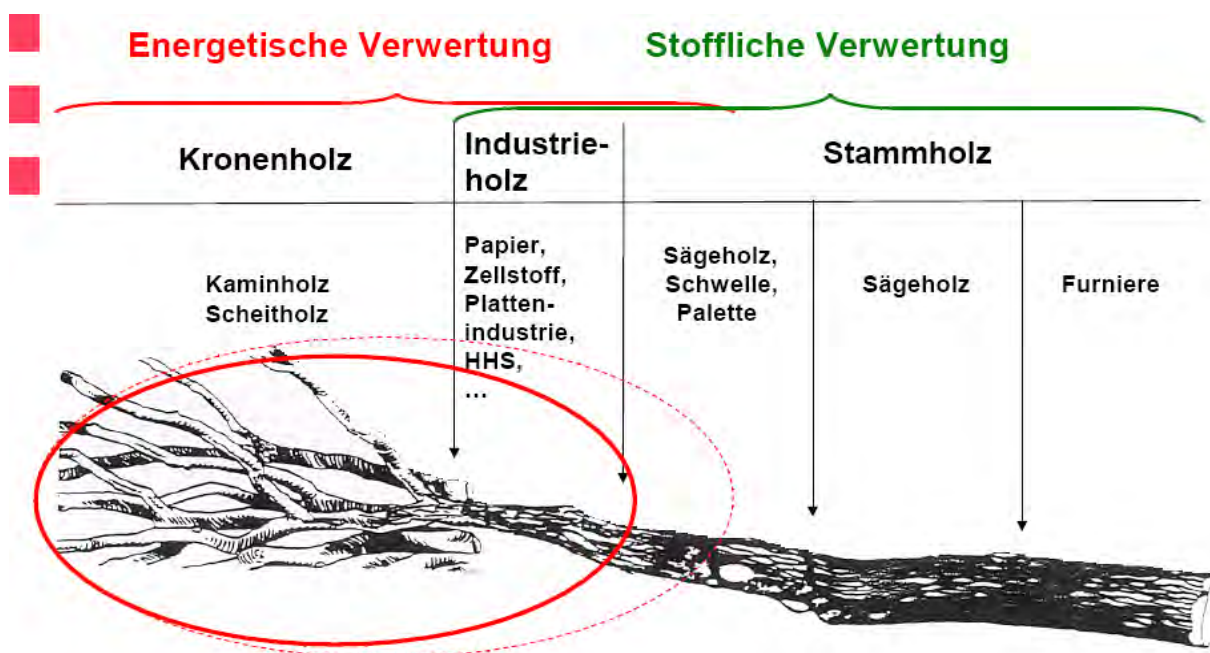 Energetische Verwertung
Stoffliche Verwertung
Kronenholz
Industrie-
holz
Stammholz
Kaminholz
Scheitholz
Papier,
Zellstoff,
Platten-
industrie,
HHS,
...
Sägeholz,
Schwelle,
Palette
Sägeholz
Furniere